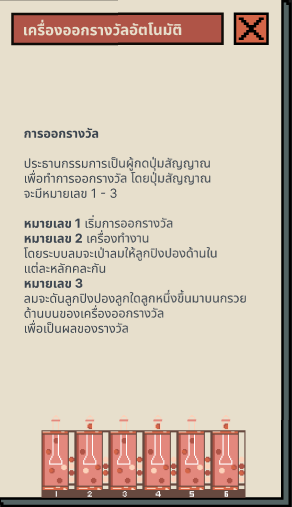 เครื่องออกรางวัลอัตโนมัติ
การออกรางวัล
ประธานกรรมการเป็นผู้กดปุ่มสัญญาณ
เพื่อทำการออกรางวัล โดยปุ่มสัญญาณ
จะมีหมายเลข 1 - 3
หมายเลข 1 เริ่มการออกรางวัล
หมายเลข 2 เครื่องทำงาน
โดยระบบลมจะเป่าลมให้ลูกปิงปองด้านใน
แต่ละหลักคละกัน
หมายเลข 3
ลมจะดันลูกปิงปองลูกใดลูกหนึ่งขึ้นมาบนกรวย
ด้านบนของเครื่องออกรางวัล
เพื่อเป็นผลของรางวัล
1 2 3 4 5 6